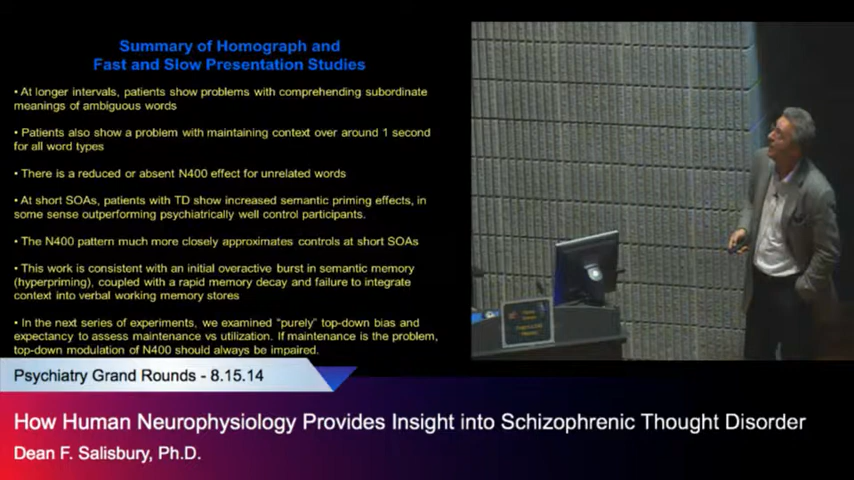 Summary of Homograph and
Fast and Slow Presentation Studies
• At longer intervals, patients show problems with comprehending subordinate
meanings of ambiguous words
• Patients also show a problem with maintaining context over around 1 second
for all word types
• There is a reduced or absent N400 effect for unrelated words
• At short SOAs, patients with TD show increased semantic priming effects, in
some sense outperforming psychiatrically well control participants.
• The N400 pattern much more closely approximates controls at short SOAs
• This work is consistent with an initial overactive burst in semantic memory
(hyperpriming), coupled with a rapid memory decay and failure to integrate
context into verbal working memory stores
• In the next series of experiments, we examined "purely" top-down bias and
expectancy to assess maintenance vs utilization. If maintenance is the problem,
top-down modulation of N400 should always be impaired.
Psychiatry Grand Rounds - 8.15.14
How Human Neurophysiology Provides Insight into Schizophrenic Thought Disorder
Dean F. Salisbury, Ph.D.